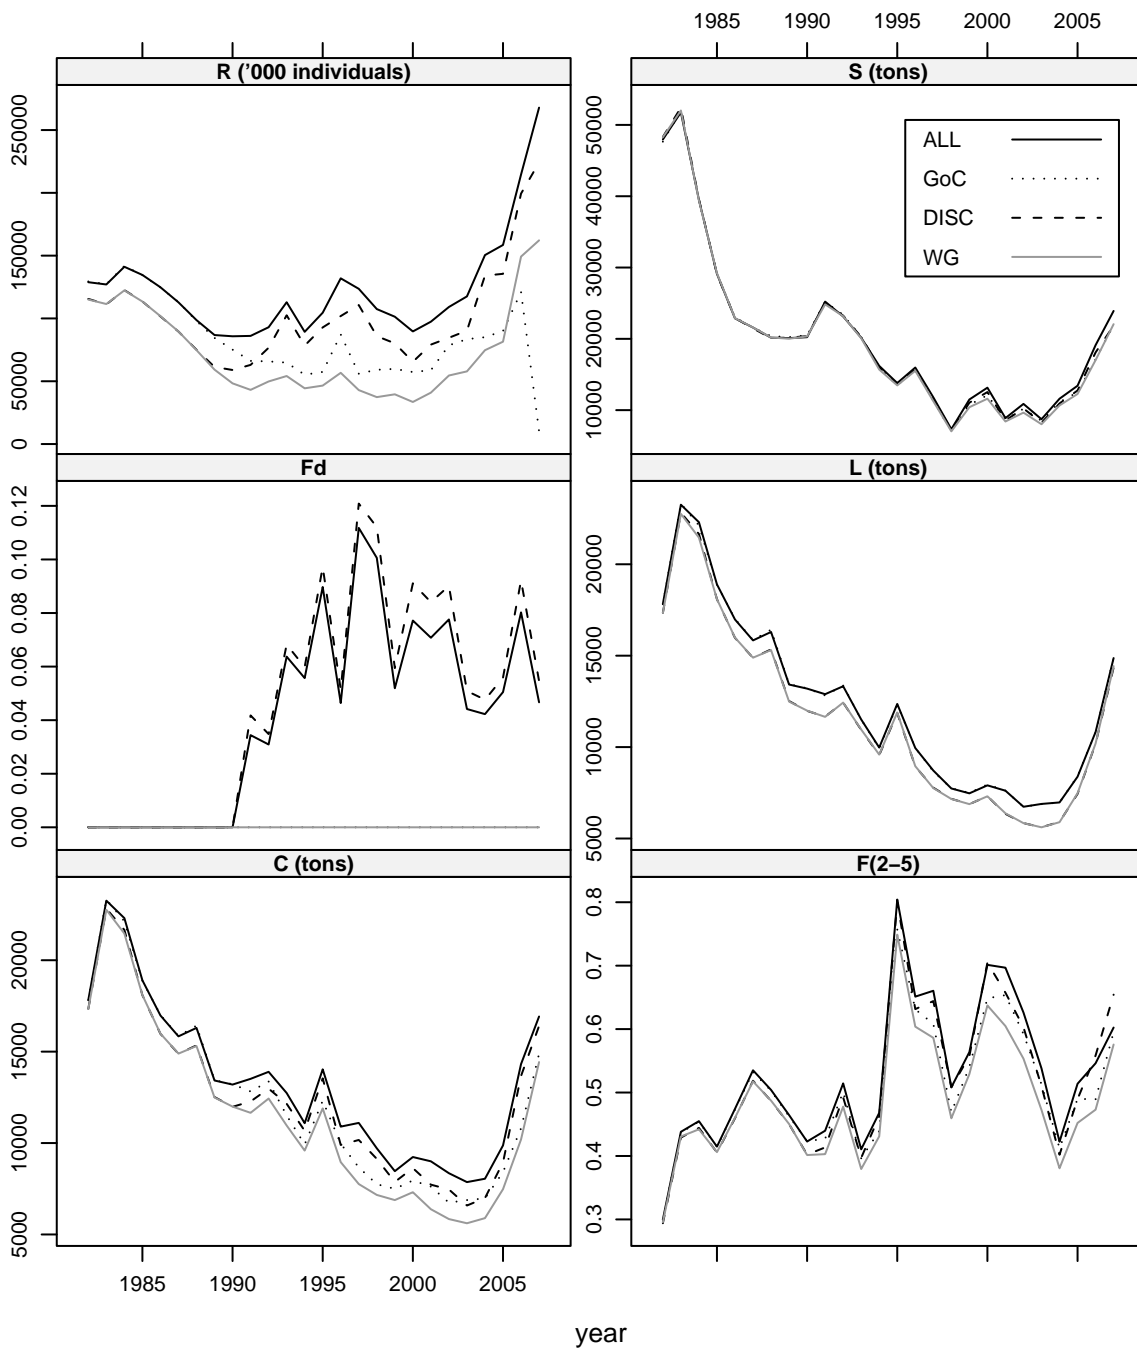 1985 1990 1995 2000 2005
R ('000 individuals)
S (tons)
0 50000 150000 250000
10000 20000 30000 40000 50000
ALL
GoC
DISC
WG
Fd
L (tons)
0.00 0.02 0.04 0.06 0.08 0.10 0.12
5000 10000 15000 20000
C (tons)
F(2−5)
5000 10000 15000 20000
0.3 0.4 0.5 0.6 0.7 0.8
1985 1990 1995 2000 2005
year